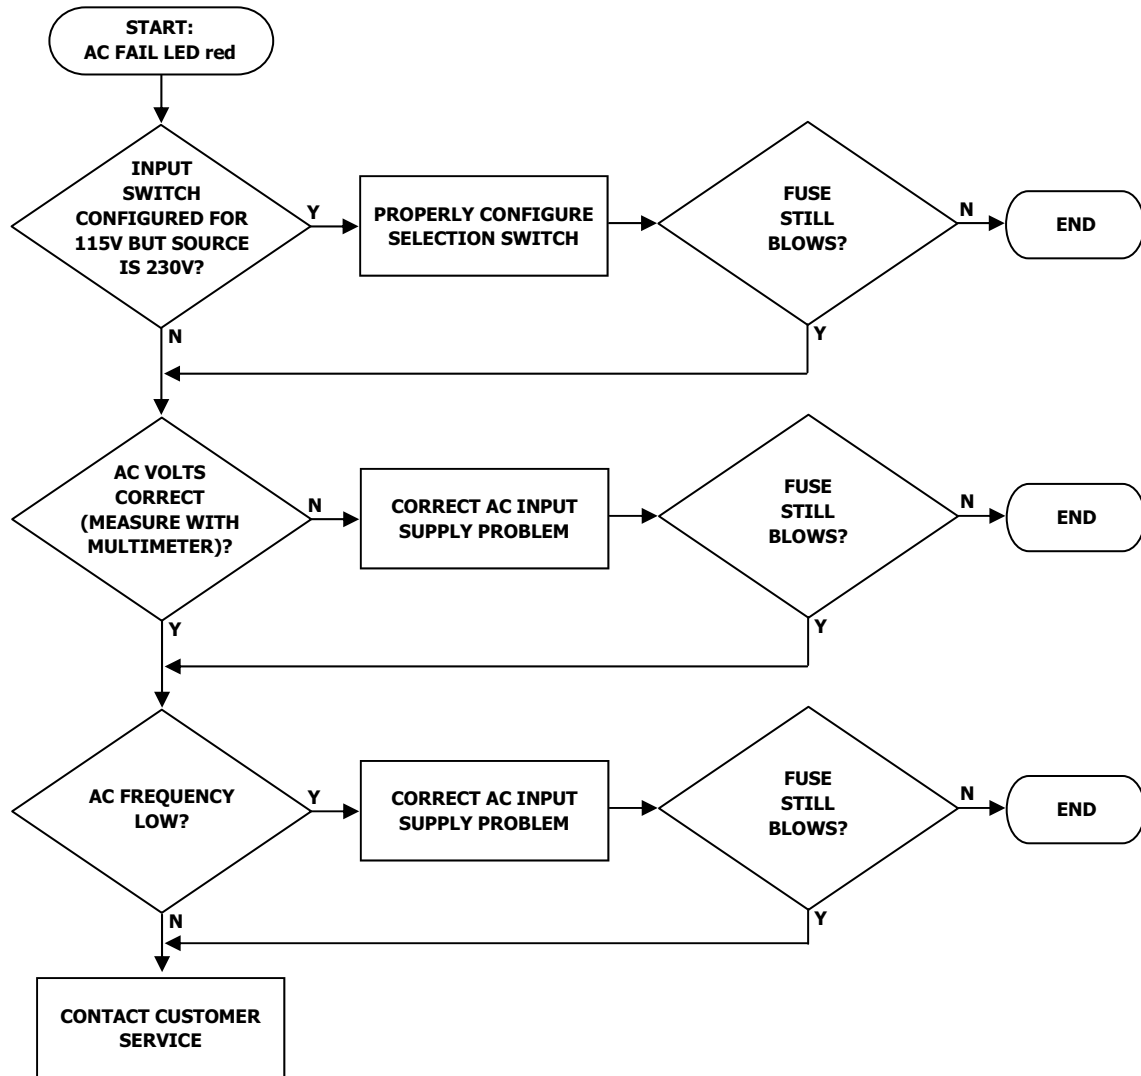 START:
AC FAIL LED red
INPUT
SWITCH
CONFIGURED FOR
115V BUT SOURCE
IS 230V?
Y
PROPERLY CONFIGURE
SELECTION SWITCH
FUSE
STILL
BLOWS?
N
END
N
Y
AC VOLTS
CORRECT
(MEASURE WITH
MULTIMETER)?
N
CORRECT AC INPUT
SUPPLY PROBLEM
FUSE
STILL
BLOWS?
N
END
Y
Y
AC FREQUENCY
LOW?
Y
CORRECT AC INPUT
SUPPLY PROBLEM
FUSE
STILL
BLOWS?
N
END
N
Y
CONTACT CUSTOMER
SERVICE